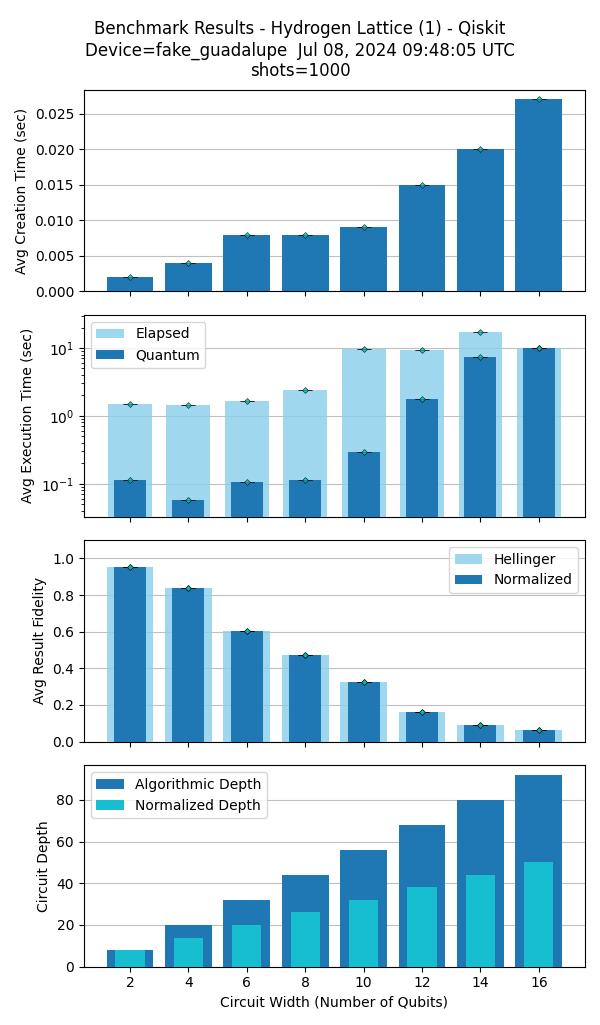 Benchmark Results - Hydrogen Lattice (1) - Qiskit
Device=fake_guadalupe  Jul 08, 2024 09:48:05 UTC
shots=1000
Avg Creation Time (sec)
0.025
0.020
0.015
0.010
0.005
0.000
Avg Execution Time (sec)
Elapsed
Quantum
10¹
10⁰
10⁻¹
Avg Result Fidelity
Hellinger
Normalized
1.0
0.8
0.6
0.4
0.2
0.0
Circuit Depth
Algorithmic Depth
Normalized Depth
80
60
40
20
0
2 4 6 8 10 12 14 16
Circuit Width (Number of Qubits)